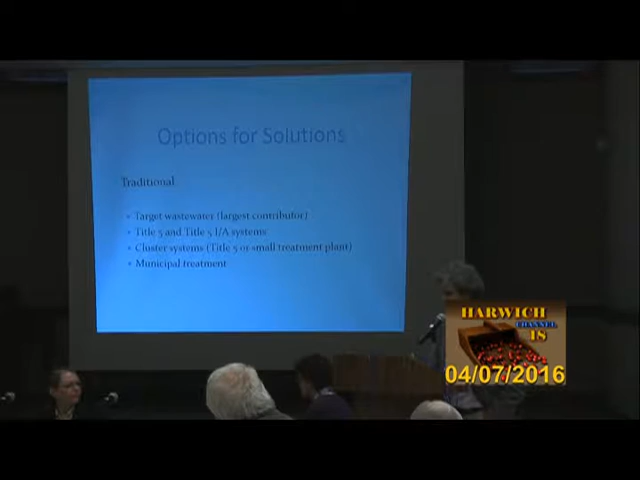 Options for Solutions
Traditional
• Target wastewater (largest contributor)
• Title 5 and Title 5 I/A systems
• Cluster systems (Title 5 or small treatment plant)
• Municipal treatment
HARWICH
CHANNEL
18
04/07/2016